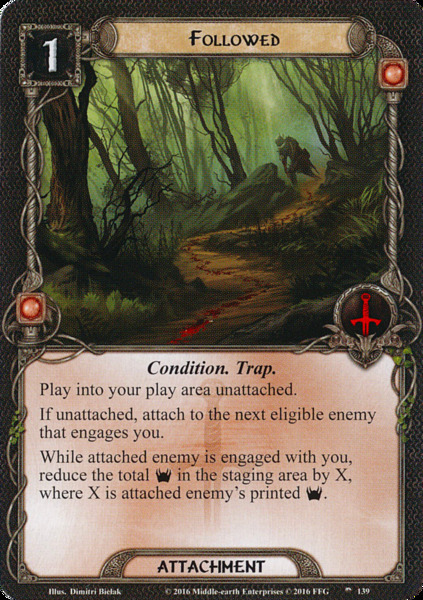 1
FOLLOWED
Condition. Trap.
Play into your play area unattached.
If unattached, attach to the next eligible enemy
that engages you.
While attached enemy is engaged with you,
reduce the total in the staging area by X,
where X is attached enemy's printed .
ATTACHMENT
Illus. Dimitri Bielak © 2016 Middle-earth Enterprises © 2016 FFG 139